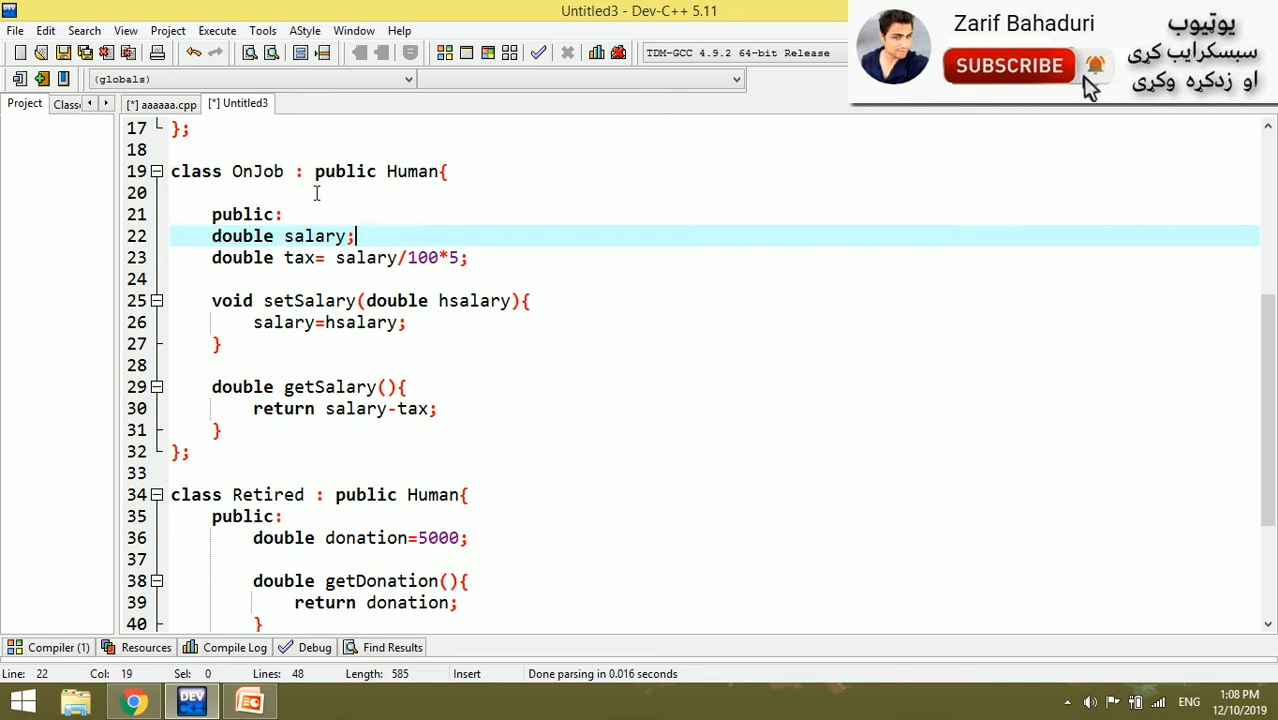 Untitled3 - Dev-C++ 5.11
File Edit Search View Project Execute Tools AStyle Window Help
TDM-GCC 4.9.2 64-bit Release
(globals)
Project Classe [*] aaaaaa.cpp [*] Untitled3
Zarif Bahaduri
SUBSCRIBE
یوټیوب
سبسکرایب کړی
او زدکړه وکړی
17 };
18
19 class OnJob : public Human{
20
21 public:
22 double salary;
23 double tax= salary/100*5;
24
25 void setSalary(double hsalary){
26 salary=hsalary;
27 }
28
29 double getSalary(){
30 return salary-tax;
31 }
32 };
33
34 class Retired : public Human{
35 public:
36 double donation=5000;
37
38 double getDonation(){
39 return donation;
40 }
Compiler (1) Resources Compile Log Debug Find Results
Line: 22 Col: 19 Sel: 0 Lines: 48 Length: 585 Insert Done parsing in 0.016 seconds
DEV C++
ENG
1:08 PM
12/10/2019